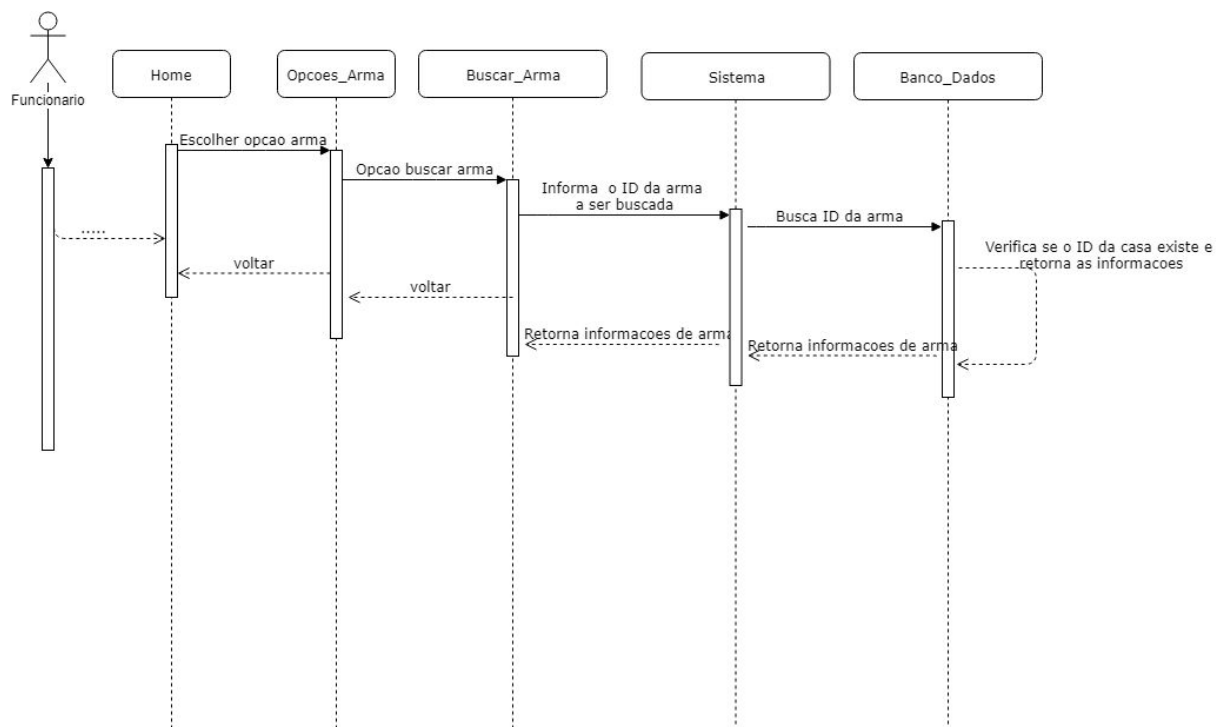 Funcionario
Home
Opcoes_Arma
Buscar_Arma
Sistema
Banco_Dados
Escolher opcao arma
Opcao buscar arma
Informa o ID da arma
a ser buscada
Busca ID da arma
.....
Verifica se o ID da casa existe e
retorna as informacoes
voltar
voltar
Retorna informacoes de arma
Retorna informacoes de arma